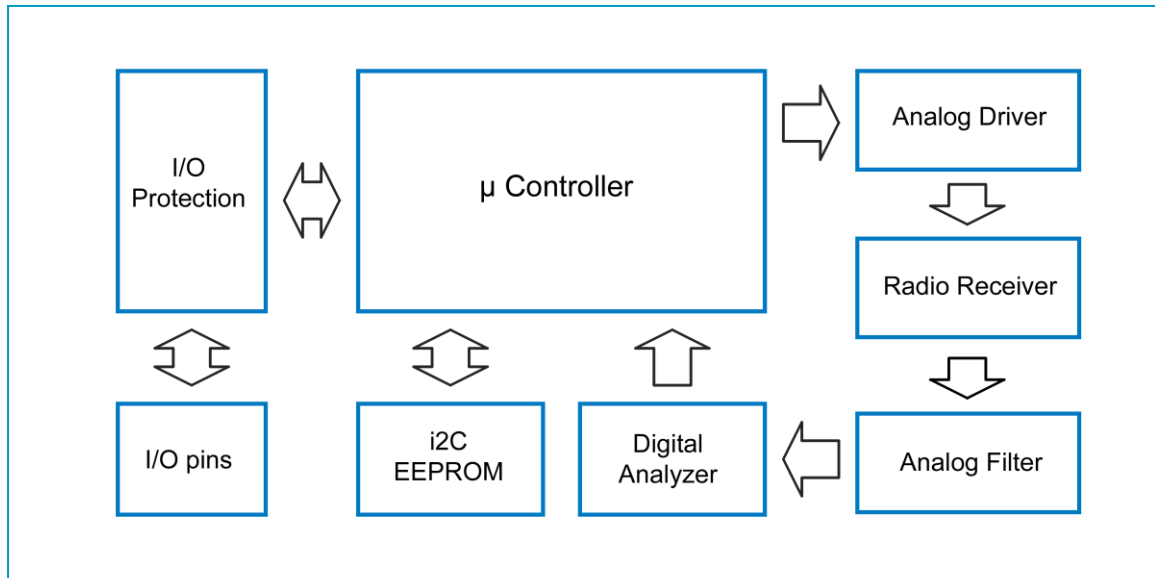 I/O
Protection
μ Controller
Analog Driver
Radio Receiver
I/O pins
i2C
EEPROM
Digital
Analyzer
Analog Filter